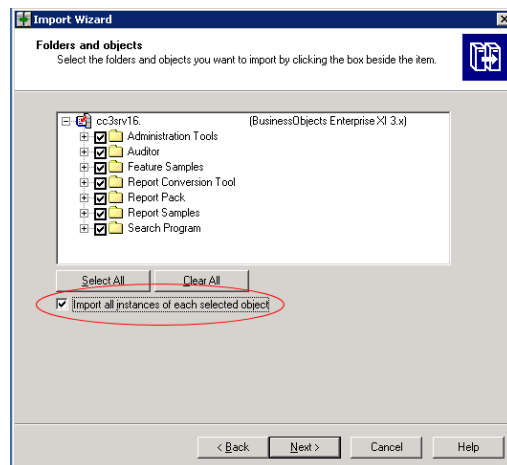 Import Wizard
Folders and objects
Select the folders and objects you want to import by clicking the box beside the item.
cc3srv16. (BusinessObjects Enterprise XI 3.x)
Administration Tools
Auditor
Feature Samples
Report Conversion Tool
Report Pack
Report Samples
Search Program
Select All Clear All
Import all instances of each selected object
< Back Next > Cancel Help